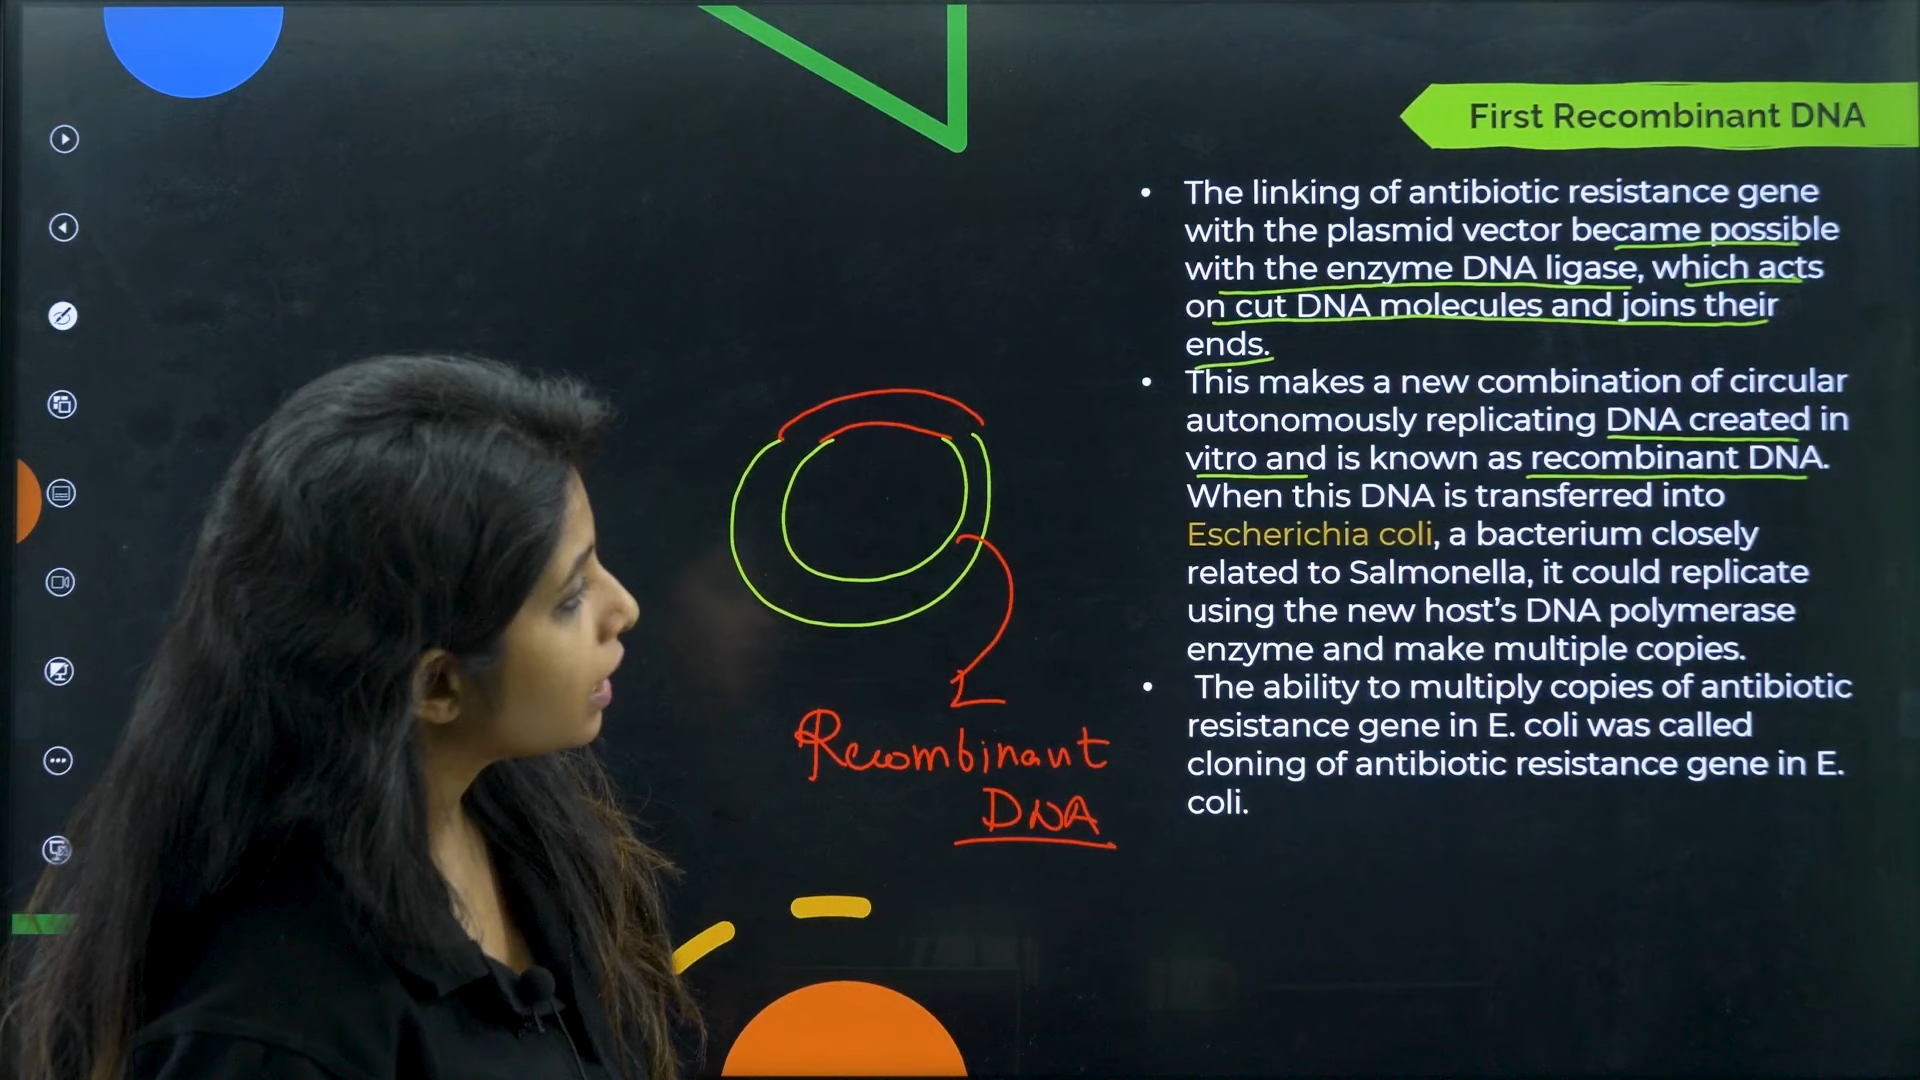 First Recombinant DNA
• The linking of antibiotic resistance gene
with the plasmid vector became possible
with the enzyme DNA ligase, which acts
on cut DNA molecules and joins their
ends.
• This makes a new combination of circular
autonomously replicating DNA created in
vitro and is known as recombinant DNA.
When this DNA is transferred into
Escherichia coli, a bacterium closely
related to Salmonella, it could replicate
using the new host’s DNA polymerase
enzyme and make multiple copies.
• The ability to multiply copies of antibiotic
resistance gene in E. coli was called
cloning of antibiotic resistance gene in E.
coli.
Recombinant
DNA